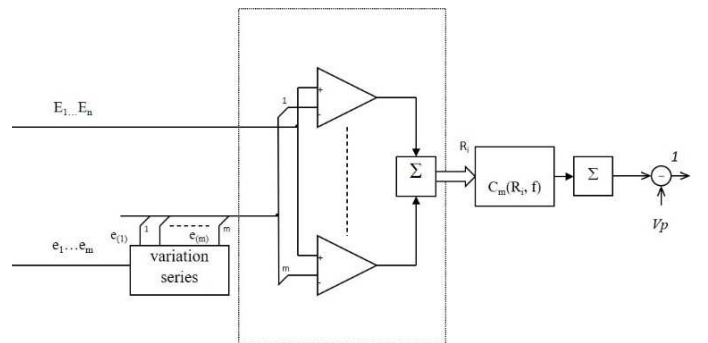 E1...En
1
+
-
Σ
Ri
Cm(Ri, f)
Σ
-
1
Vp
e(1) 1 e(m) m
e1...em
variation
series
+
m
-